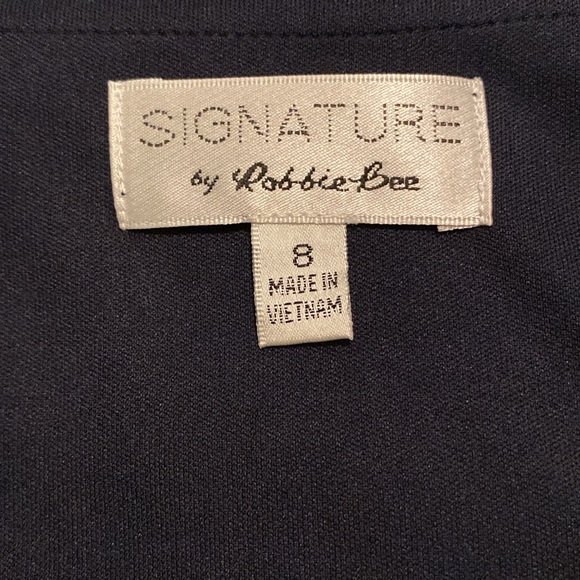 SIGNATURE
by Robbie Bee
8
MADE IN
VIETNAM